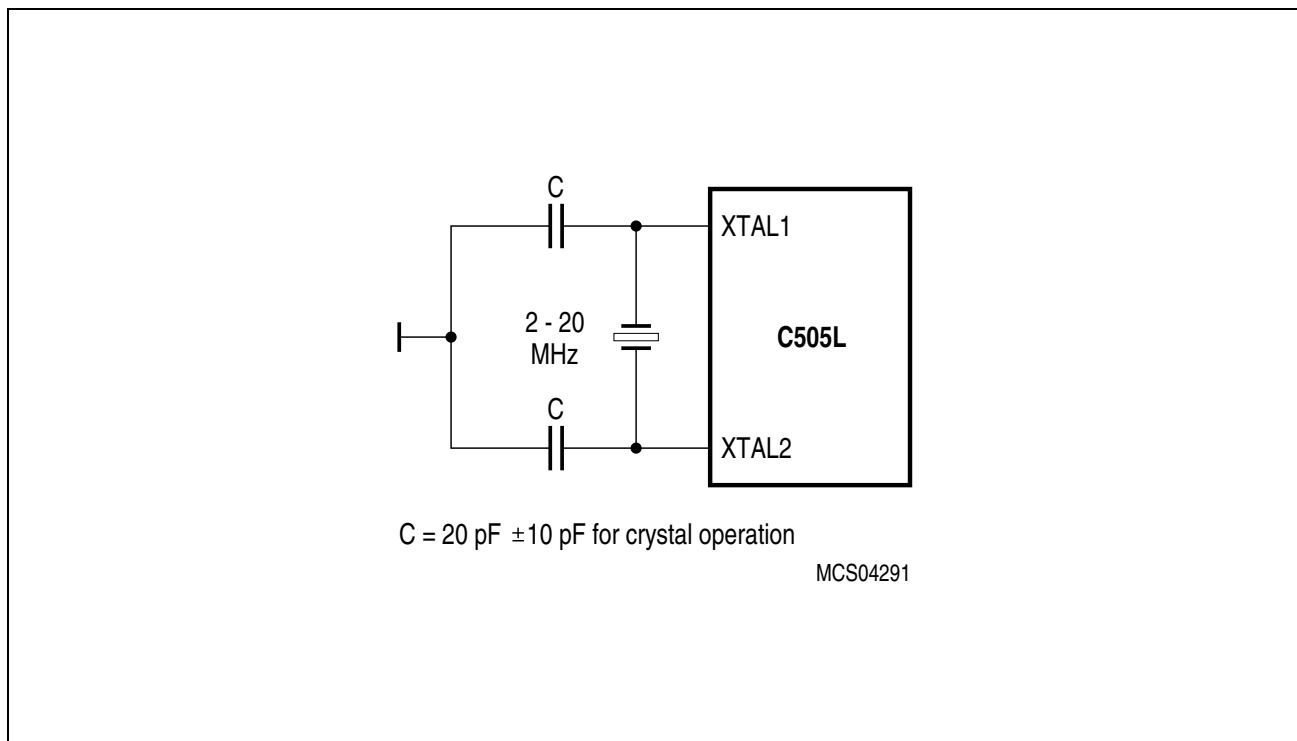 C
XTAL1
2 - 20
MHz
C505L
C
XTAL2
C = 20 pF ±10 pF for crystal operation
MCS04291